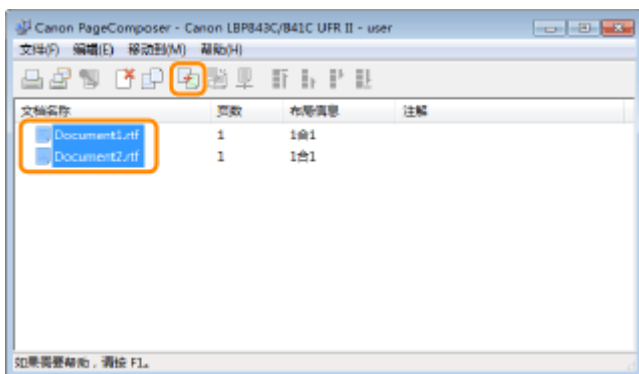 Canon PageComposer - Canon LBP843C/841C UFR II - user
文件(F) 编辑(E) 移动到(M) 帮助(H)
文档名称 页数 布局信息 注解
Document1.rtf 1 1合1
Document2.rtf 1 1合1
如果需要帮助，请按 F1。